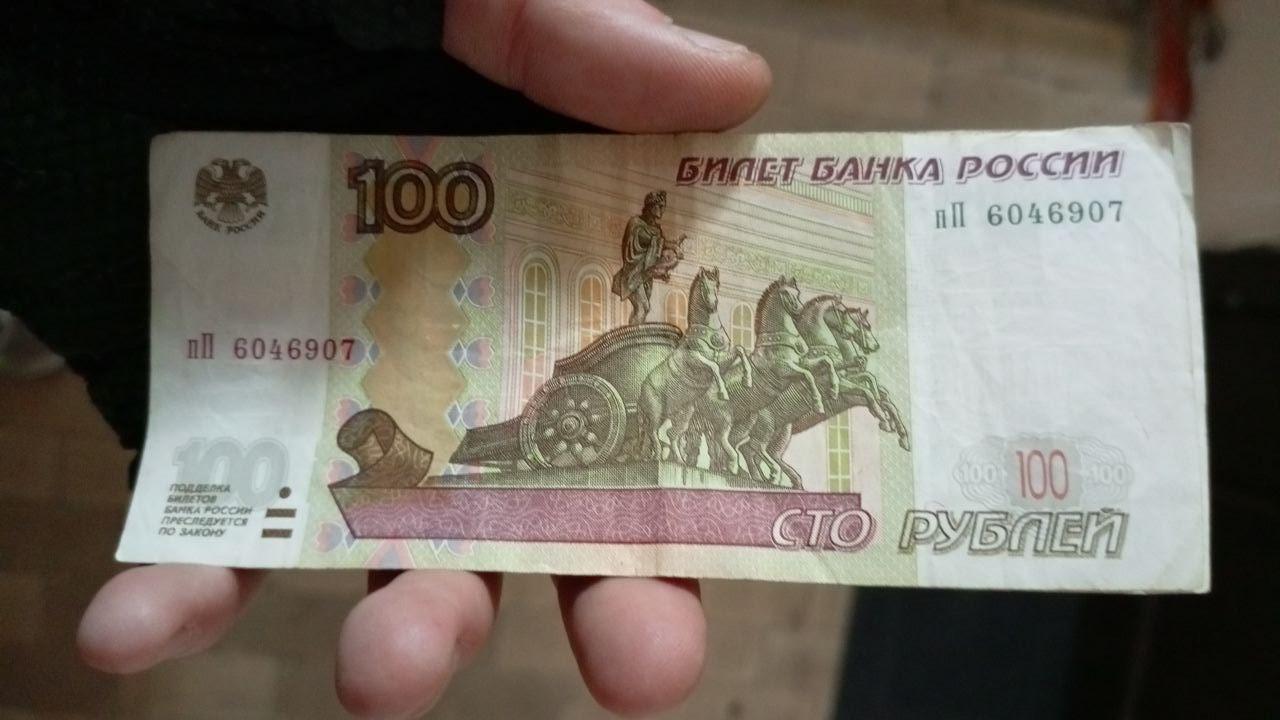 БАНК РОССИИ
100
БИЛЕТ БАНКА РОССИИ
пП 6046907
пП 6046907
100
ПОДДЕЛКА
БИЛЕТОВ
БАНКА РОССИИ
ПРЕСЛЕДУЕТСЯ
ПО ЗАКОНУ
100 100 100
СТО РУБЛЕЙ